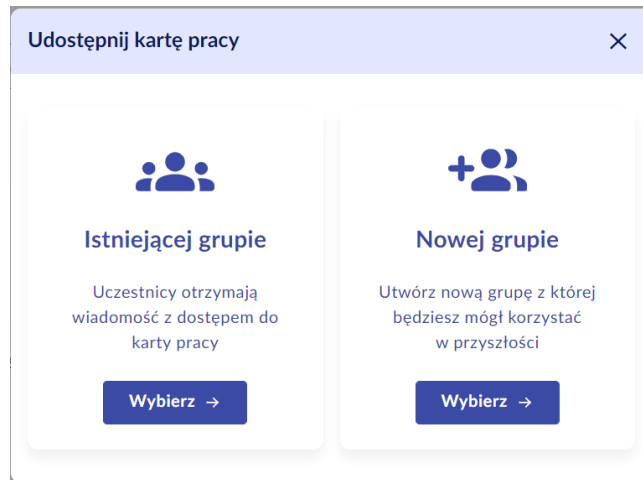 Udostępnij kartę pracy
Istniejącej grupie
Uczestnicy otrzymają
wiadomość z dostępem do
karty pracy
Wybierz →
Nowej grupie
Utwórz nową grupę z której
będziesz mógł korzystać
w przyszłości
Wybierz →